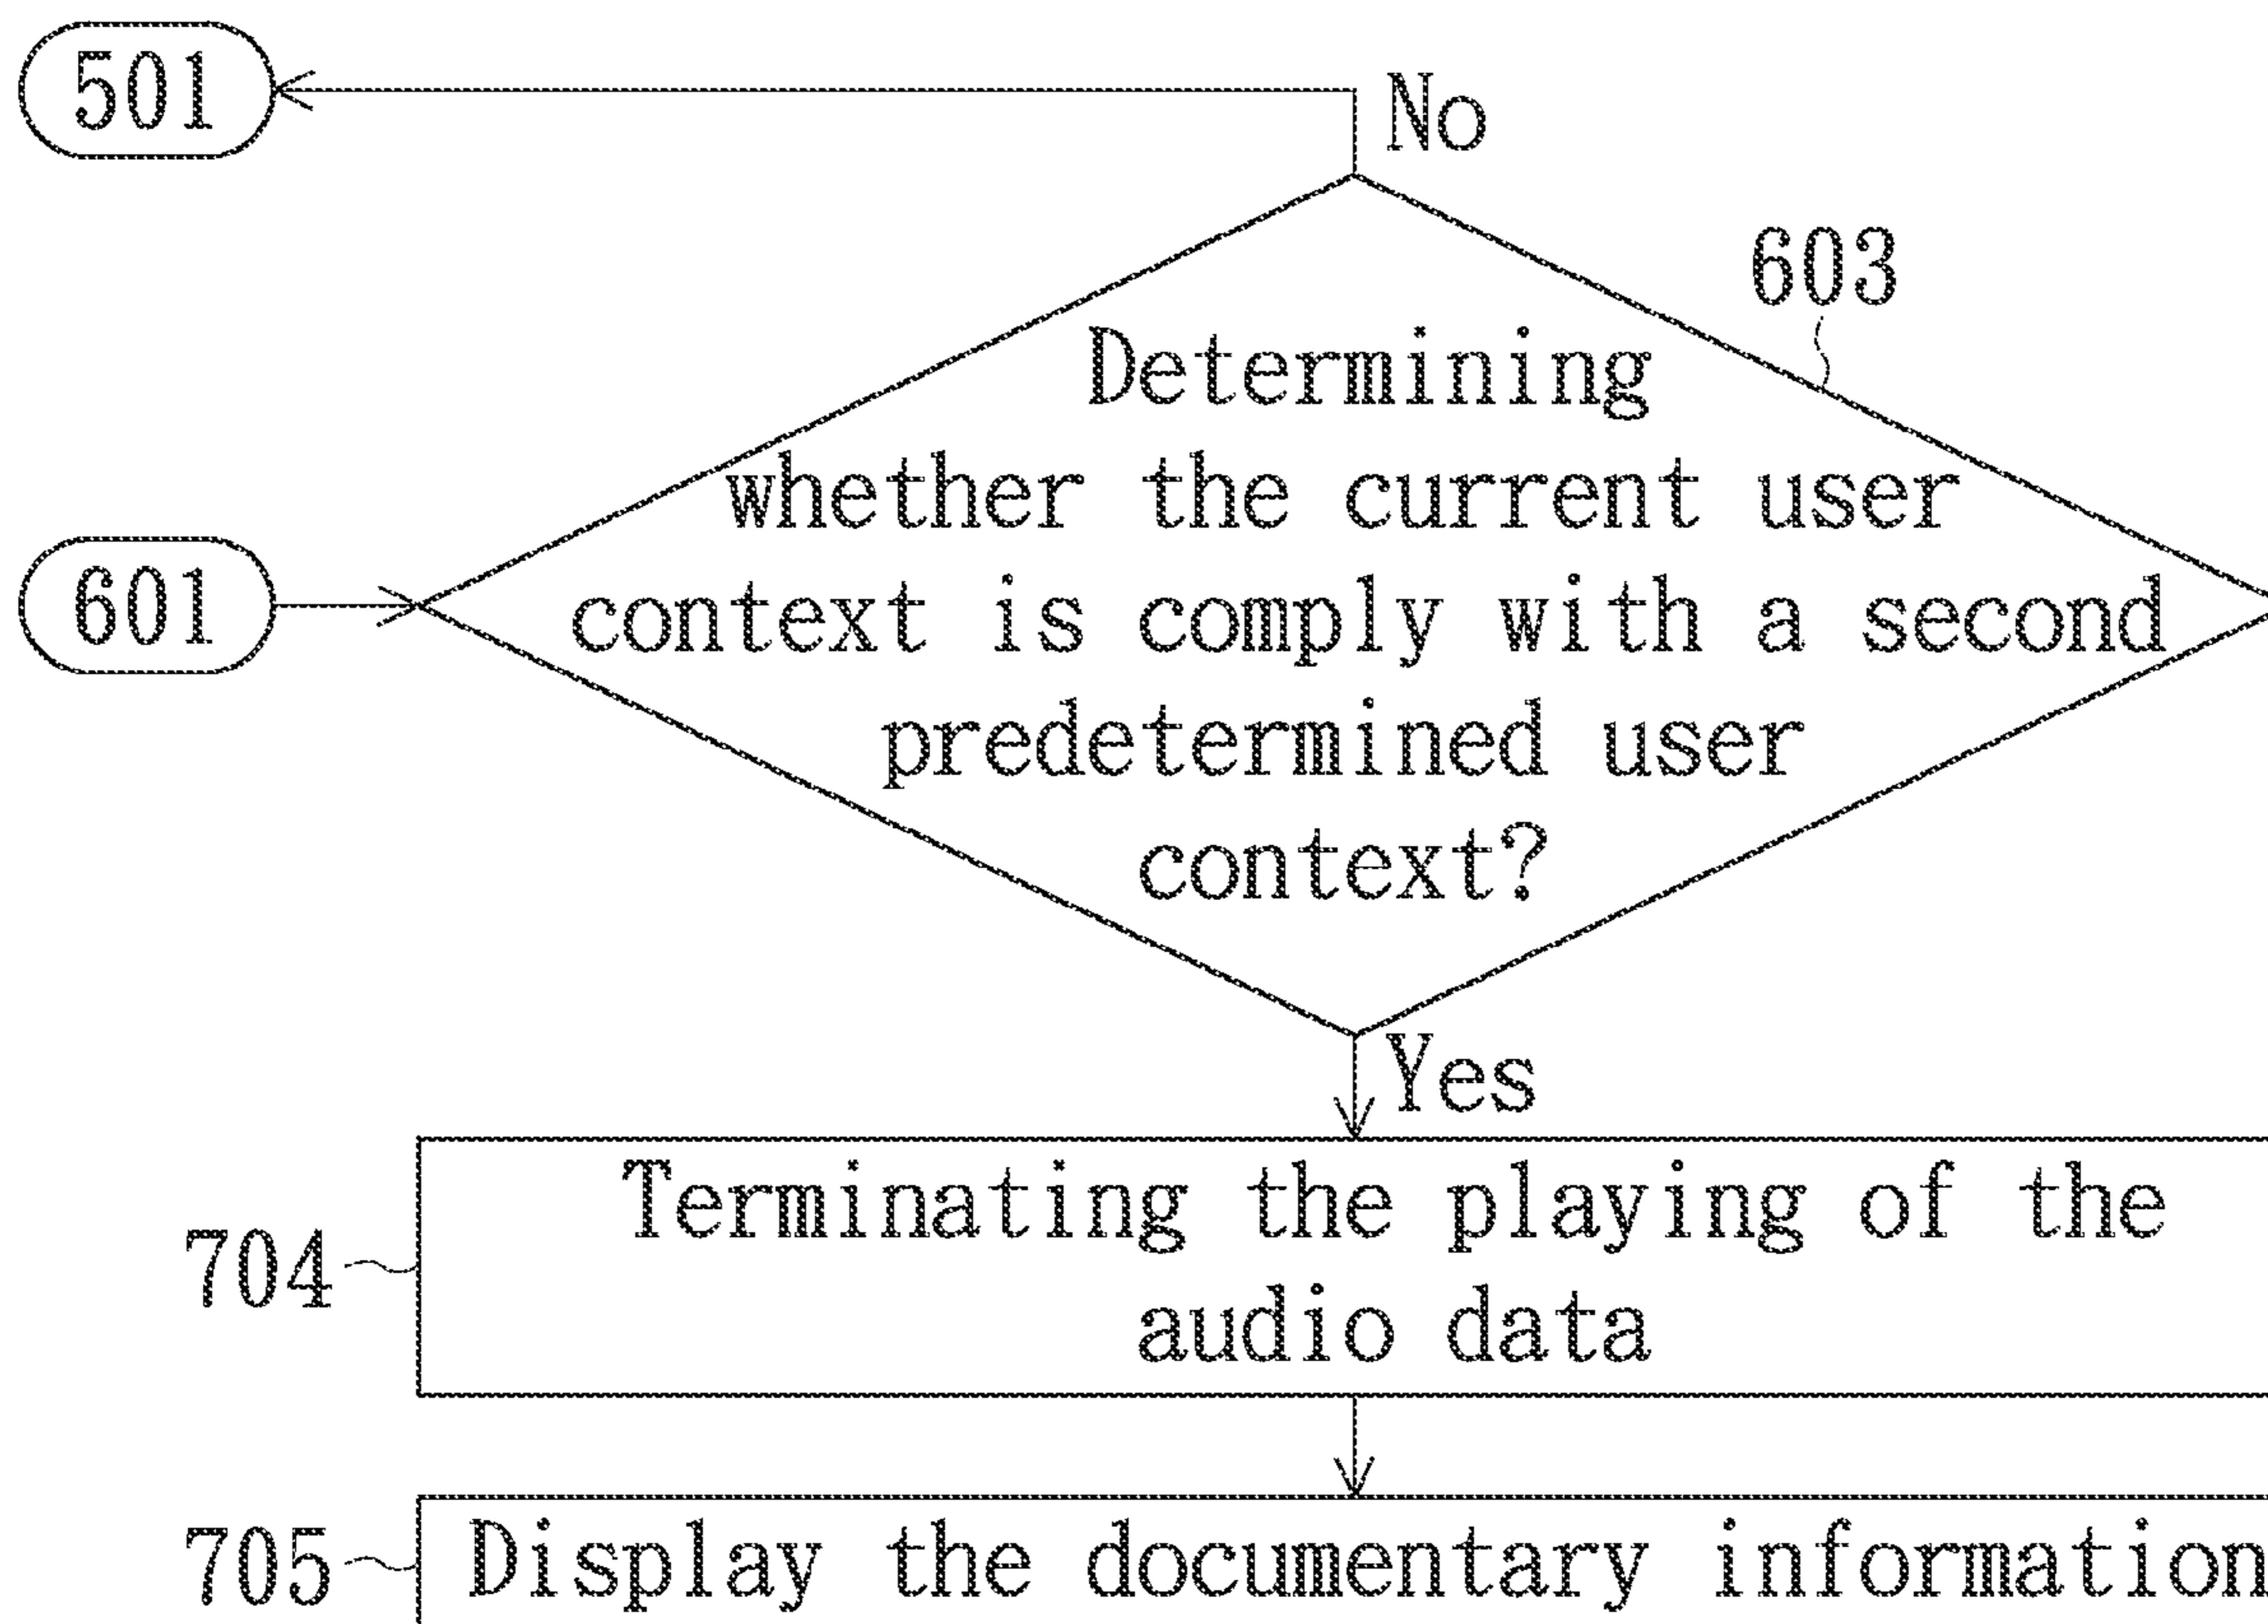 501
No
603
Determining
whether the current user
context is comply with a second
predetermined user
context?
601
Yes
704
Terminating the playing of the
audio data
705
Display the documentary information